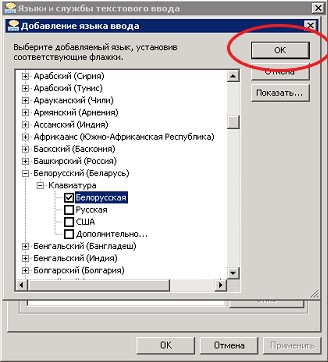 Языки и службы текстового ввода
Добавление языка ввода
Выберите добавляемый язык, установив
соответствующие флажки.
OK
Отмена
Показать...
Арабский (Сирия)
Арабский (Тунис)
Арауканский (Чили)
Армянский (Армения)
Ассамский (Индия)
Африкаанс (Южно-Африканская Республика)
Баскский (Баскония)
Башкирский (Россия)
Белорусский (Беларусь)
Клавиатура
Белорусская
Русская
США
Дополнительно...
Бенгальский (Бангладеш)
Бенгальский (Индия)
Болгарский (Болгария)
OK
Отмена
Применить